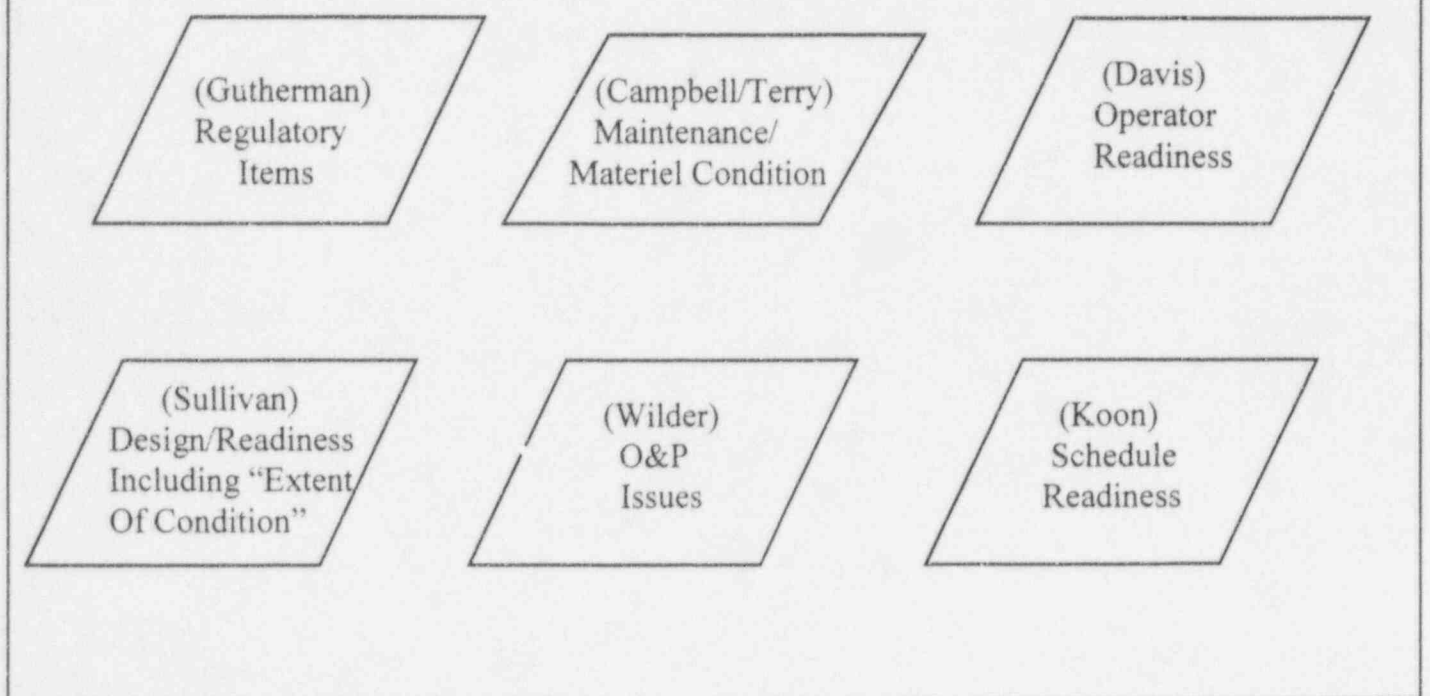 (Gutherman)
Regulatory
Items
(Campbell/Terry)
Maintenance/
Materiel Condition
(Davis)
Operator
Readiness
(Sullivan)
Design/Readiness
Including “Extent
Of Condition”
(Wilder)
O&P
Issues
(Koon)
Schedule
Readiness